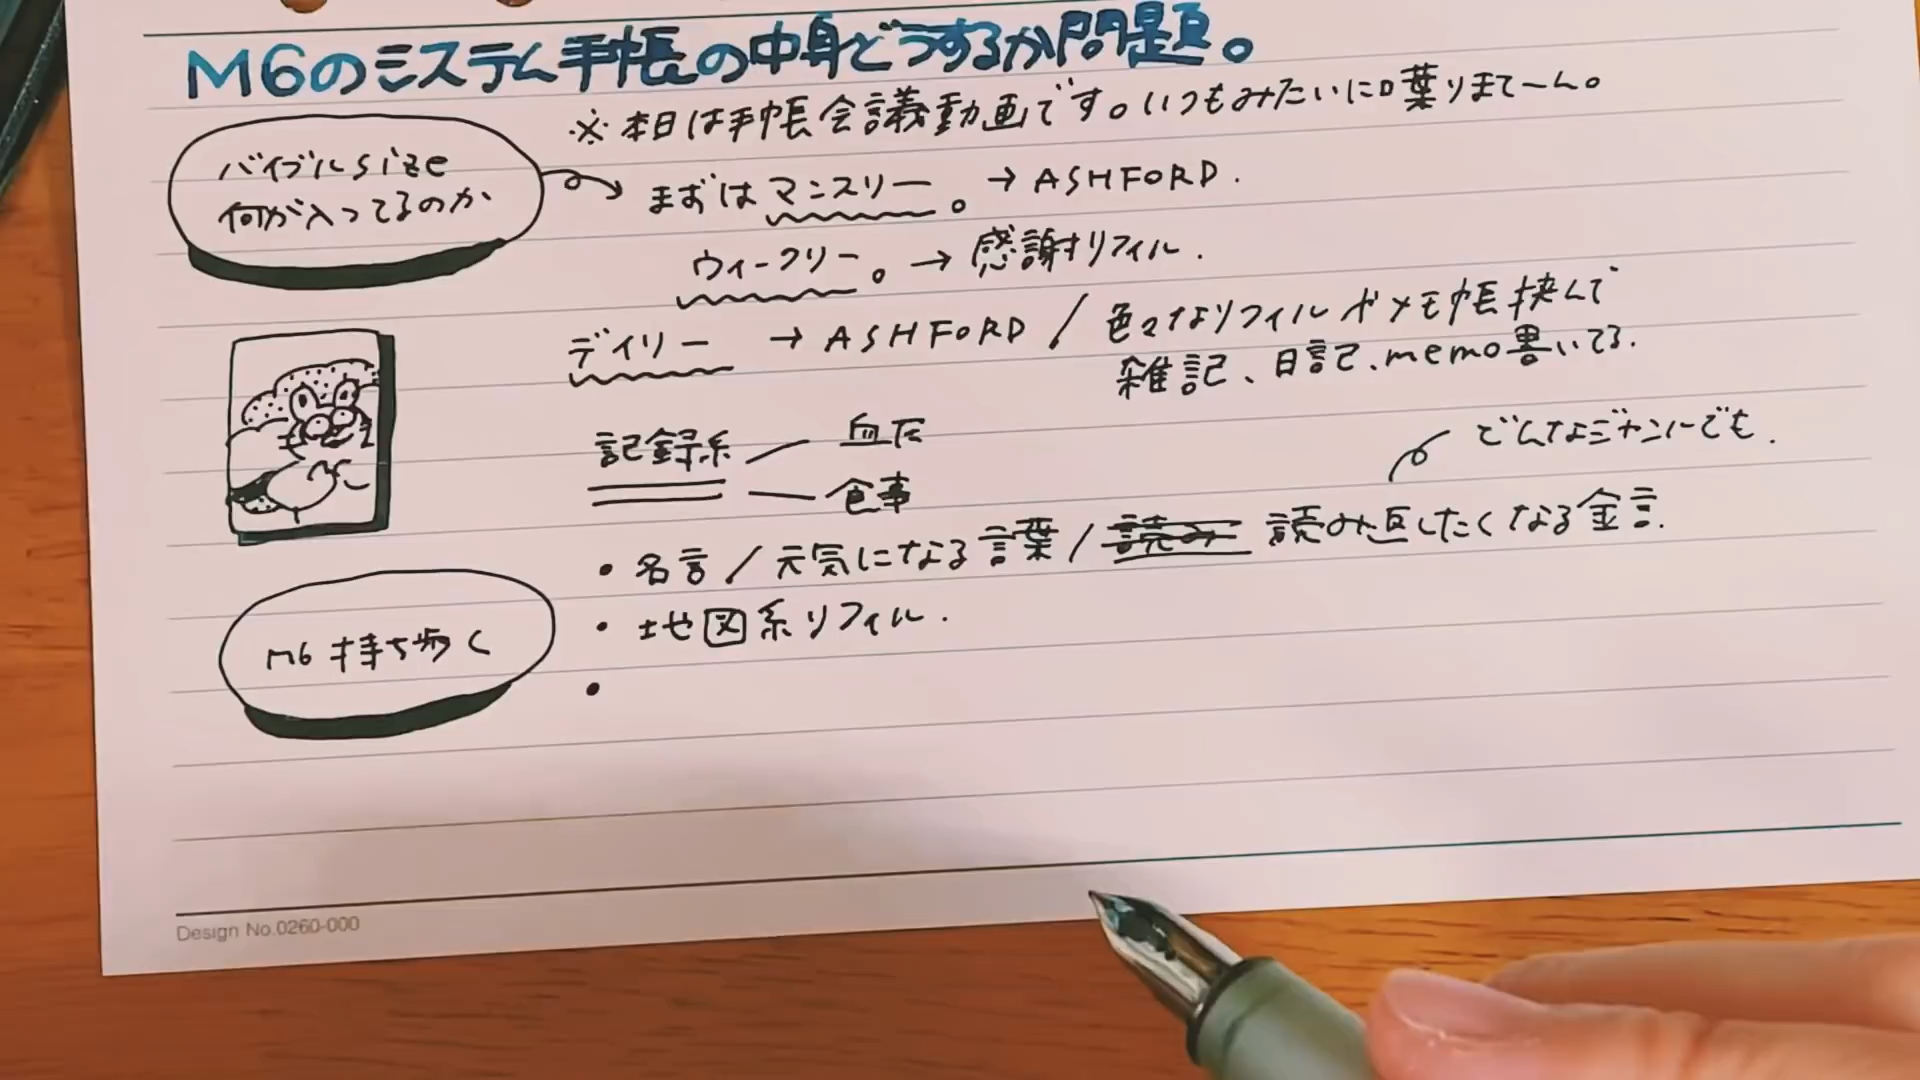 M6のシステム手帳の中身どうするか問題。
※本日は手帳会議動画です。いつもみたいに喋りまてーん。
バイブルsize
何が入ってるのか
まずはマンスリー。→ ASHFORD.
ウィークリー。→ 感謝リフィル.
デイリー → ASHFORD / 色々なリフィルやメモ帳挟んで
雑記、日記、memo書いてる.
記録系
血圧
食事
どんなジャンルでも.
• 名言/元気になる言葉/読み 読み返したくなる金言.
M6 持ち歩く
• 地図系リフィル.
•
Design No.0260-000